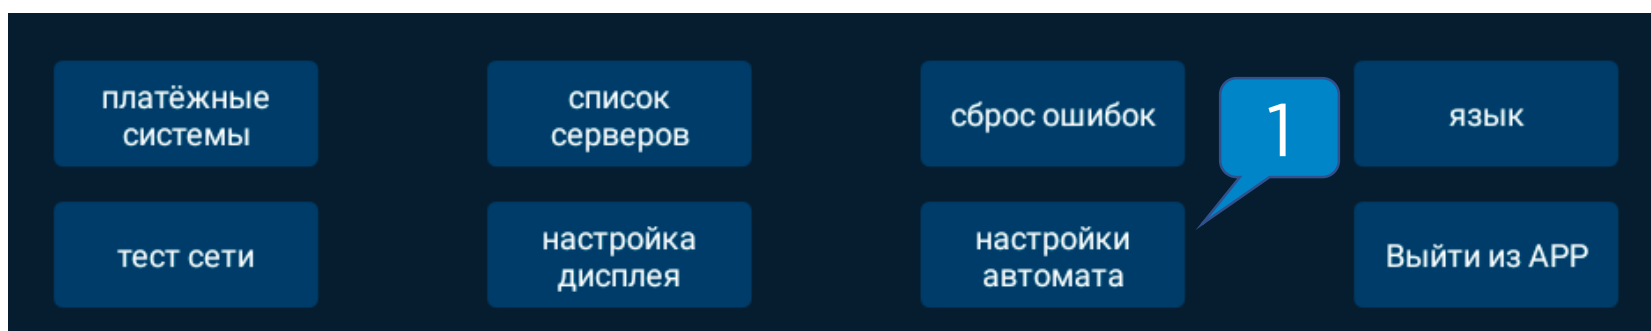 платёжные
системы
список
серверов
сброс ошибок
1
язык
тест сети
настройка
дисплея
настройки
автомата
Выйти из APP